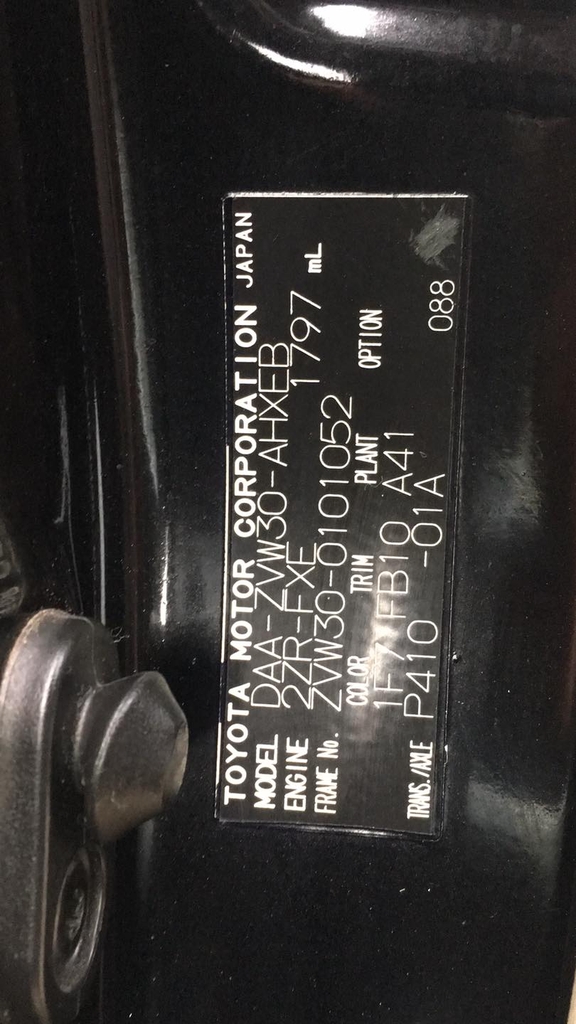 TOYOTA MOTOR CORPORATION JAPAN
MODEL DAA-ZVW30-AHXEB
ENGINE 2ZR-FXE 1797 mL
FRAME No. ZVW30-0101052
COLOR TRIM PLANT OPTION
1F7 FB10 A41
TRANS./AXLE P410 -01A 088